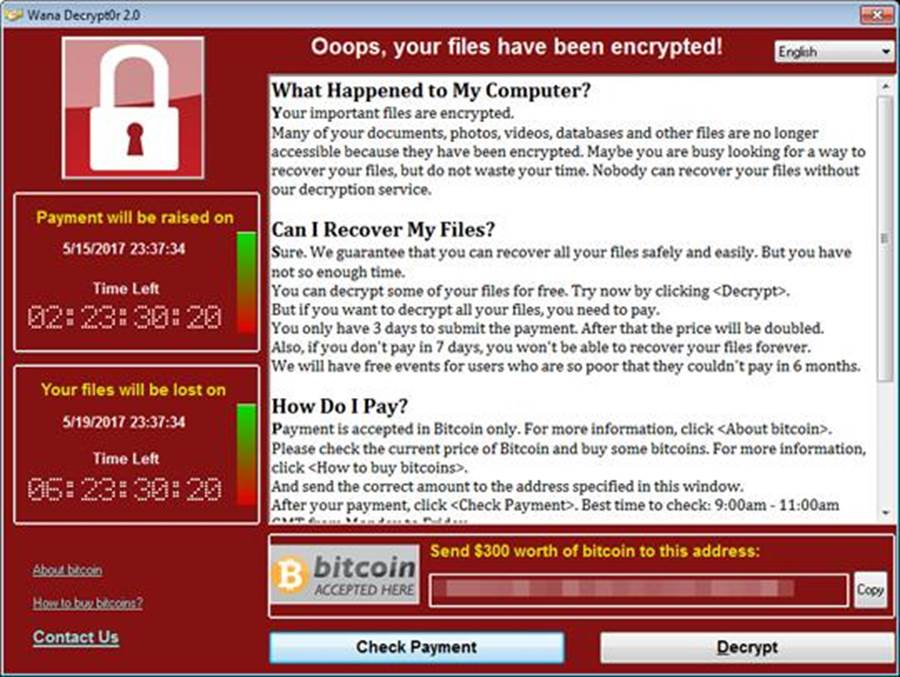 Wana Decrypt0r 2.0
Ooops, your files have been encrypted!
English
Payment will be raised on
5/15/2017 23:37:34
Time Left
02:23:30:20
Your files will be lost on
5/19/2017 23:37:34
Time Left
06:23:30:20
About bitcoin
How to buy bitcoins?
Contact Us
What Happened to My Computer?
Your important files are encrypted.
Many of your documents, photos, videos, databases and other files are no longer
accessible because they have been encrypted. Maybe you are busy looking for a way to
recover your files, but do not waste your time. Nobody can recover your files without
our decryption service.
Can I Recover My Files?
Sure. We guarantee that you can recover all your files safely and easily. But you have
not so enough time.
You can decrypt some of your files for free. Try now by clicking <Decrypt>.
But if you want to decrypt all your files, you need to pay.
You only have 3 days to submit the payment. After that the price will be doubled.
Also, if you don't pay in 7 days, you won't be able to recover your files forever.
We will have free events for users who are so poor that they couldn't pay in 6 months.
How Do I Pay?
Payment is accepted in Bitcoin only. For more information, click <About bitcoin>.
Please check the current price of Bitcoin and buy some bitcoins. For more information,
click <How to buy bitcoins>.
And send the correct amount to the address specified in this window.
After your payment, click <Check Payment>. Best time to check: 9:00am - 11:00am
GMT from Monday to Friday
bitcoin
ACCEPTED HERE
Send $300 worth of bitcoin to this address:
Copy
Check Payment
Decrypt